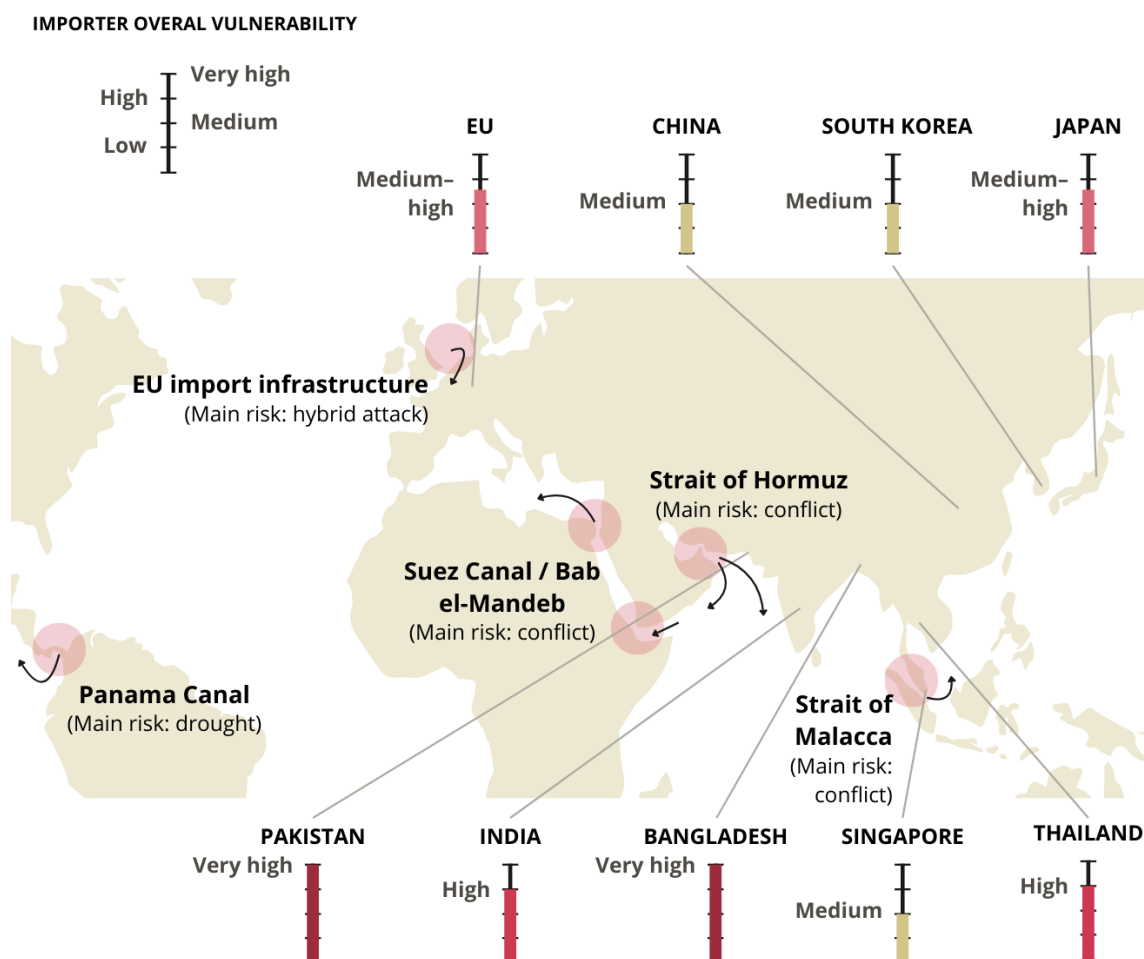 IMPORTER OVERAL VULNERABILITY
Very high
High
Medium
Low
EU
CHINA
SOUTH KOREA
JAPAN
Medium–
high
Medium
Medium
Medium–
high
EU import infrastructure
(Main risk: hybrid attack)
Strait of Hormuz
(Main risk: conflict)
Suez Canal / Bab
el-Mandeb
(Main risk: conflict)
Panama Canal
(Main risk: drought)
Strait of
Malacca
(Main risk:
conflict)
PAKISTAN
INDIA
BANGLADESH
SINGAPORE
THAILAND
Very high
High
Very high
Medium
High